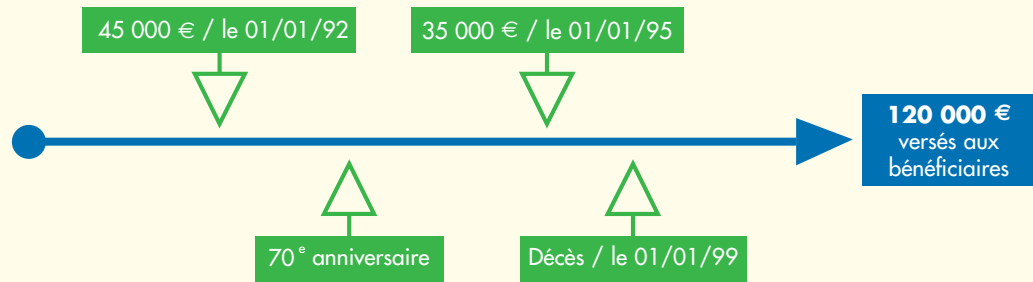 45 000 € / le 01/01/92
35 000 € / le 01/01/95
120 000 €
versés aux
bénéficiaires
70e anniversaire
Décès / le 01/01/99